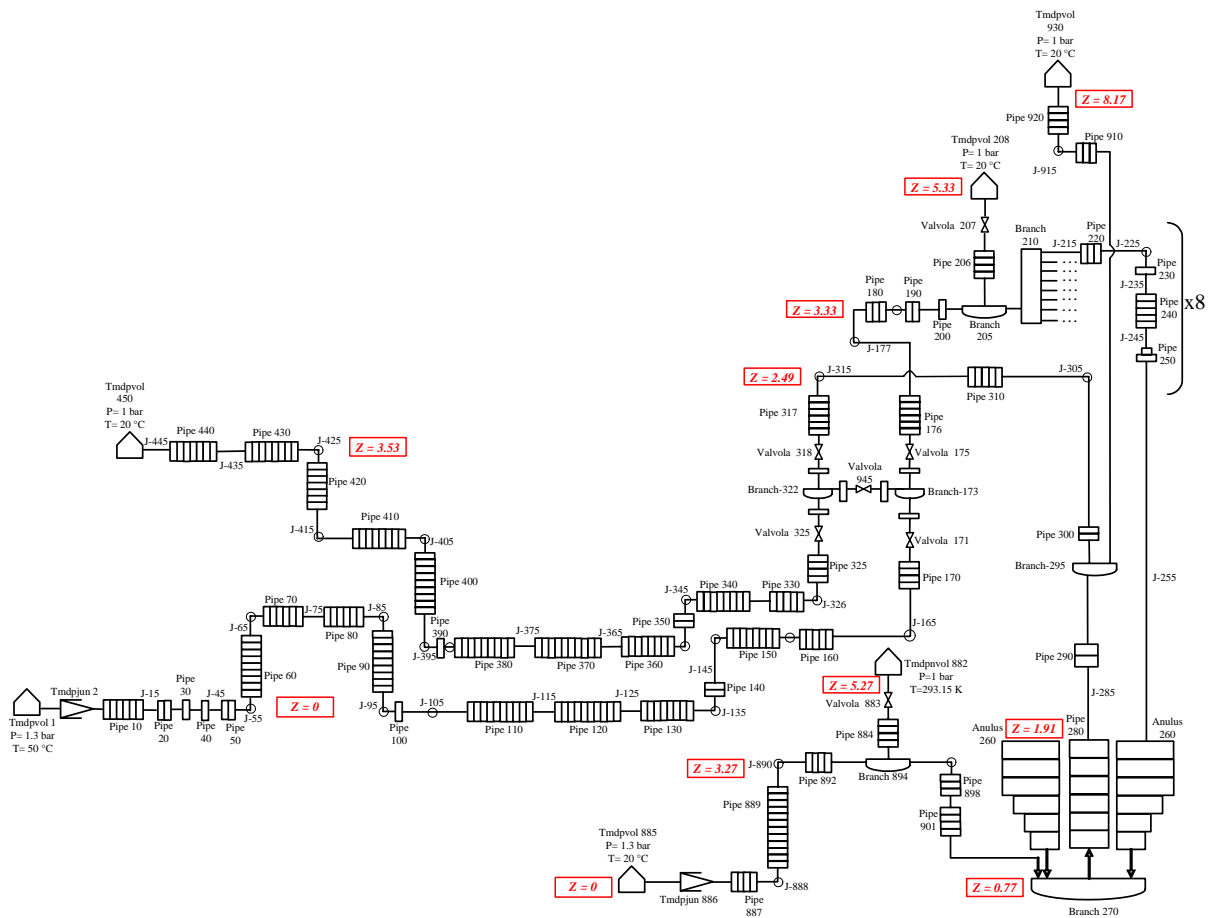 Tmdpvol
930
P= 1 bar
T= 20 °C
Z = 8.17
Pipe 920
Pipe 910
J-915
Tmdpvol 208
P= 1 bar
T= 20°C
Z = 5.33
Valvola 207
Branch
210
J-215
Pipe
220
J-225
Pipe 206
Pipe
230
J-235
Pipe
240
x8
J-245
Pipe
250
Pipe
180
Pipe
190
Z = 3.33
Pipe
200
Branch
205
J-177
J-315
Z = 2.49
J-305
Pipe 310
Tmdpvol
450
P= 1 bar
T= 20 °C
J-445
Pipe 440
J-435
Pipe 430
J-425
Z = 3.53
Pipe 317
Pipe
176
Valvola 318
Valvola
945
Valvola 175
Pipe 420
Branch-322
Branch-173
J-415
Pipe 410
J-405
Valvola 325
Valvola 171
Pipe 300
Pipe 400
Pipe 325
Pipe 170
Branch-295
J-255
Pipe 70
J-75
Pipe 80
J-85
J-65
J-345
Pipe 340
Pipe 330
J-326
Pipe 350
Pipe
390
J-395
Pipe 380
J-375
Pipe 370
J-365
Pipe 360
J-165
Pipe 150
Pipe 160
J-145
Pipe 60
Pipe 90
Pipe 290
Tmdpnvol 882
P=1 bar
T=293.15 K
Z = 5.27
Valvola 883
Tmdpjun 2
Tmdpvol 1
P= 1.3 bar
T= 50 °C
Pipe 10
J-15
Pipe
20
Pipe
30
Pipe
40
J-45
Pipe
50
J-55
Z = 0
J-95
Pipe
100
J-105
Pipe 110
J-115
Pipe 120
J-125
Pipe 130
J-135
Pipe 140
J-285
Anulus
260
Z = 1.91
Pipe
280
Anulus
260
Pipe 884
J-890
Z = 3.27
Pipe 892
Branch 894
Pipe
898
Pipe 889
Pipe
901
Tmdpvol 885
P= 1.3 bar
T= 20 °C
Z = 0
Tmdpjun 886
Pipe
887
J-888
Z = 0.77
Branch 270